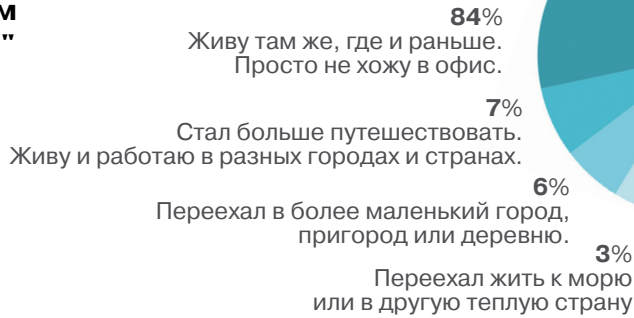 м
"
84%
Живу там же, где и раньше.
Просто не хожу в офис.
7%
Стал больше путешествовать.
Живу и работаю в разных городах и странах.
6%
Переехал в более маленький город,
пригород или деревню.
3%
Переехал жить к морю
или в другую теплую страну